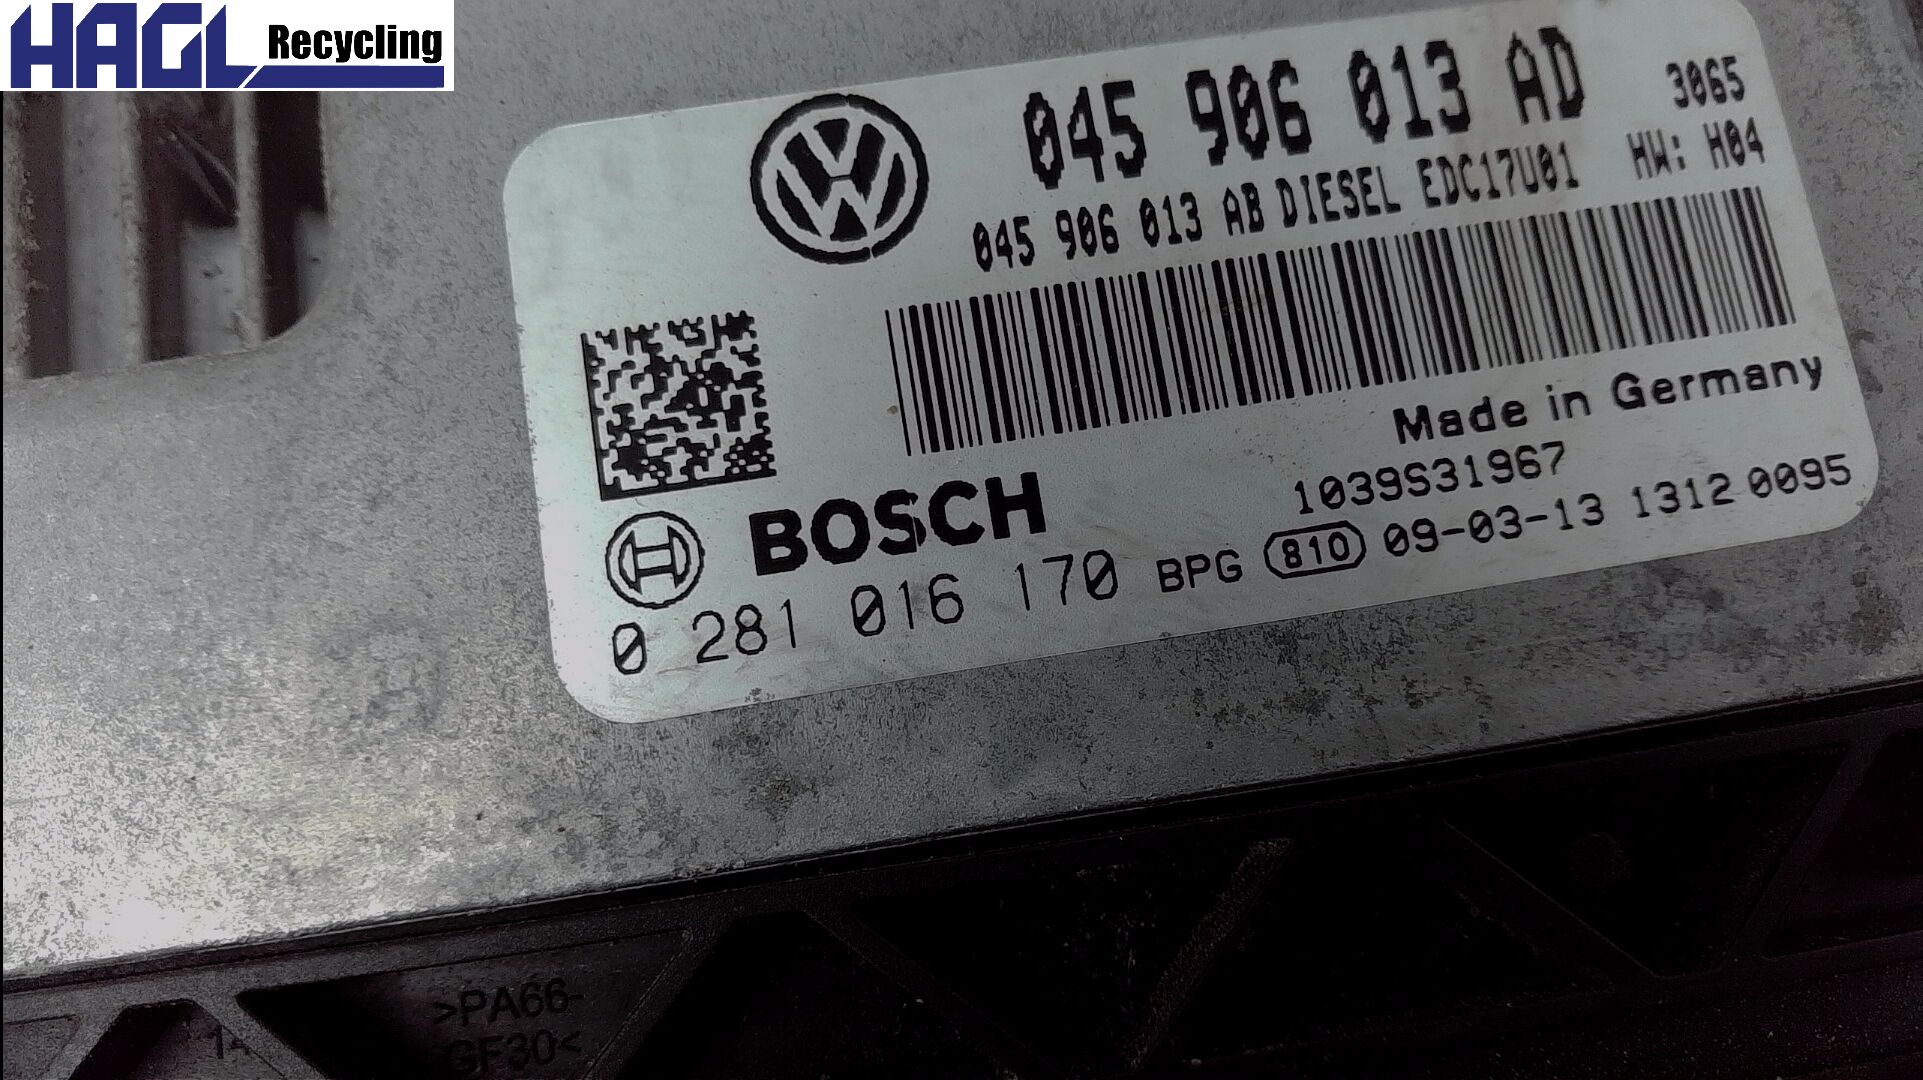 HAGL Recycling
045 906 013 AD 3065
045 906 013 AB DIESEL EDC17U01 HW: H04
Made in Germany
1039S31967
BOSCH
0 281 016 170 BPG 810 09-03-13 1312 0095
>PA66-
GF30<
14